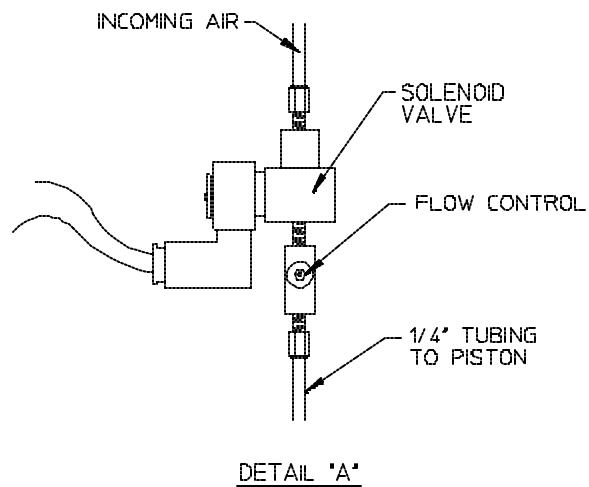 INCOMING AIR
SOLENOID
VALVE
FLOW CONTROL
1/4" TUBING
TO PISTON
DETAIL "A"